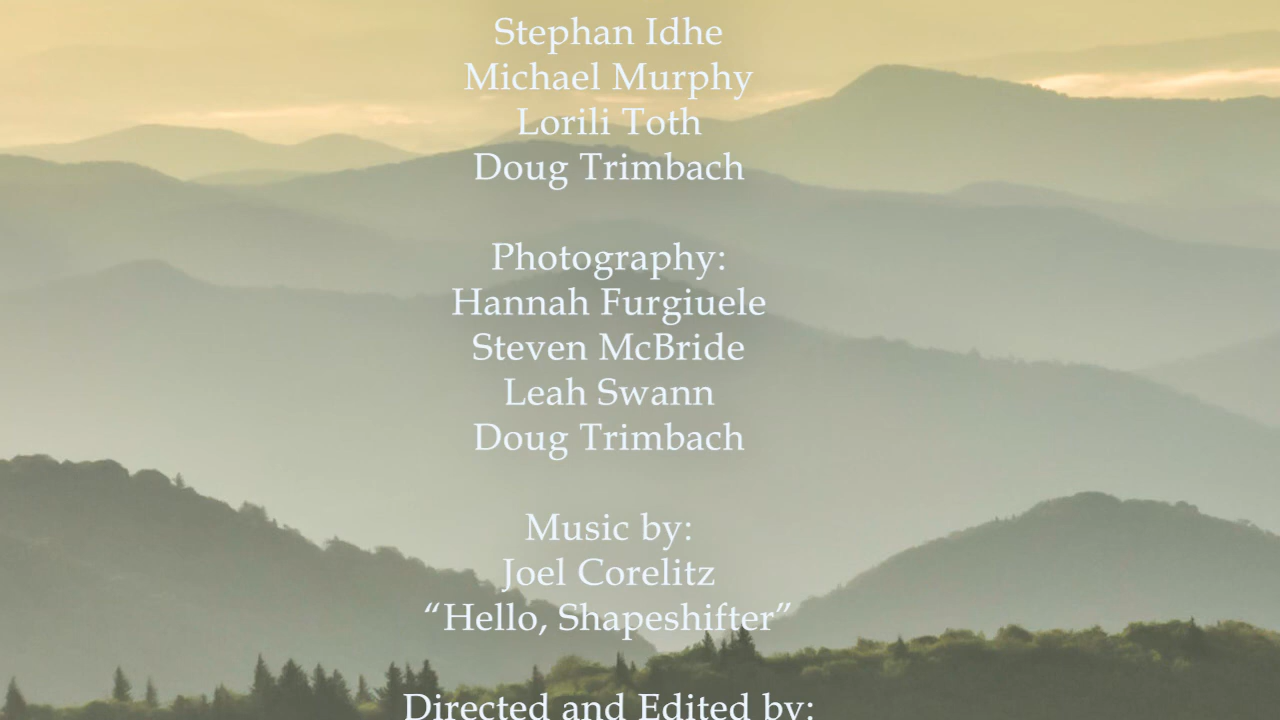 Stephan Idhe
Michael Murphy
Lorili Toth
Doug Trimbach
Photography:
Hannah Furgiuele
Steven McBride
Leah Swann
Doug Trimbach
Music by:
Joel Corelitz
“Hello, Shapeshifter”
Directed and Edited by: